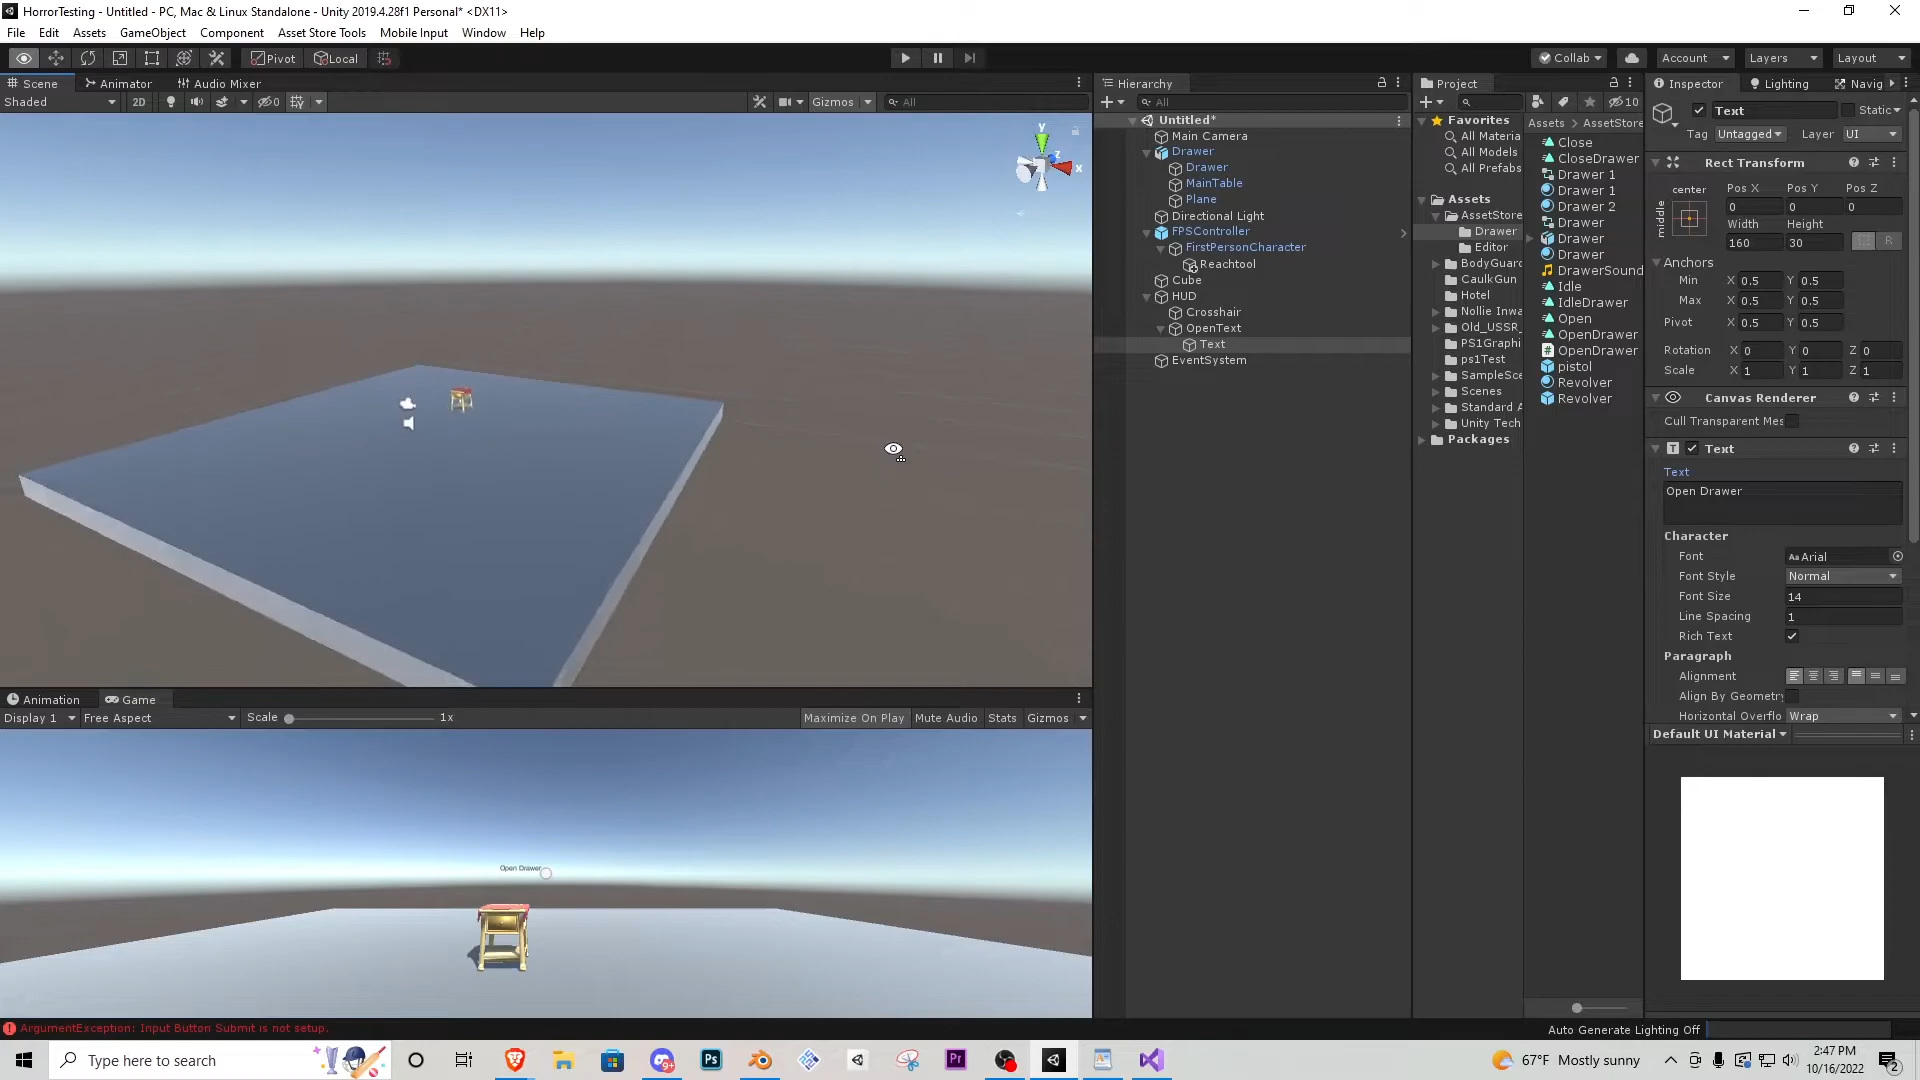 HorrorTesting - Untitled - PC, Mac & Linux Standalone - Unity 2019.4.28f1 Personal* <DX11>
File Edit Assets GameObject Component Asset Store Tools Mobile Input Window Help
Pivot Local Collab Account Layers Layout
Scene Animator Audio Mixer
Shaded 2D 0 Gizmos All
y x z
Animation Game
Display 1 Free Aspect Scale 1x Maximize On Play Mute Audio Stats Gizmos
Open Drawer
Hierarchy
All
Untitled*
Main Camera
Drawer
Drawer
MainTable
Plane
Directional Light
FPSController
FirstPersonCharacter
Reachtool
Cube
HUD
Crosshair
OpenText
Text
EventSystem
Project
10
Favorites
All Materia
All Models
All Prefabs
Assets
AssetStore
Drawer
Editor
BodyGuard
CaulkGun
Hotel
Nollie Inwa
Old_USSR_
PS1Graphi
ps1Test
SampleSce
Scenes
Standard A
Unity Tech
Packages
Assets > AssetStore
Close
CloseDrawer
Drawer 1
Drawer 1
Drawer 2
Drawer
Drawer
Drawer
DrawerSound
Idle
IdleDrawer
Open
OpenDrawer
OpenDrawer
pistol
Revolver
Revolver
Inspector Lighting Navig
Text Static
Tag Untagged Layer UI
Rect Transform
center Pos X Pos Y Pos Z
middle 0 0 0
Width Height
160 30 R
Anchors
Min X 0.5 Y 0.5
Max X 0.5 Y 0.5
Pivot X 0.5 Y 0.5
Rotation X 0 Y 0 Z 0
Scale X 1 Y 1 Z 1
Canvas Renderer
Cull Transparent Mes
Text
Text
Open Drawer
Character
Font Arial
Font Style Normal
Font Size 14
Line Spacing 1
Rich Text
Paragraph
Alignment
Align By Geometry
Horizontal Overflo Wrap
Default UI Material
ArgumentException: Input Button Submit is not setup.
Auto Generate Lighting Off
Type here to search
9+
Ps
Pr
67°F Mostly sunny
2:47 PM
10/16/2022
2